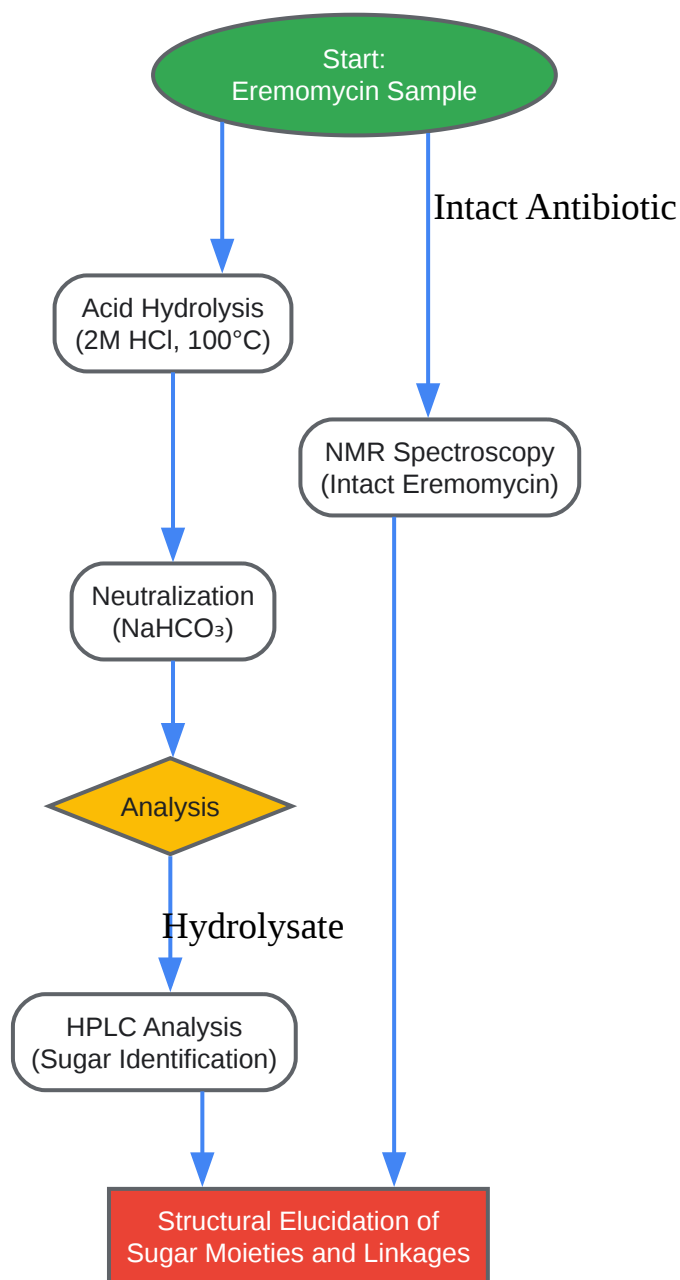 Start:
Eremomycin Sample
Intact Antibiotic
Acid Hydrolysis
(2M HCl, 100°C)
NMR Spectroscopy
(Intact Eremomycin)
Neutralization
(NaHCO₃)
Analysis
Hydrolysate
HPLC Analysis
(Sugar Identification)
Structural Elucidation of
Sugar Moieties and Linkages